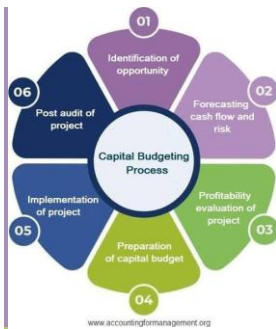 01
Identification of
opportunity
02
Forecasting
cash flow and
risk
03
Profitability
evaluation of
project
04
Preparation
of capital budget
05
Implementation
of project
06
Post audit of
project
Capital Budgeting
Process
www.accountingformanagement.org